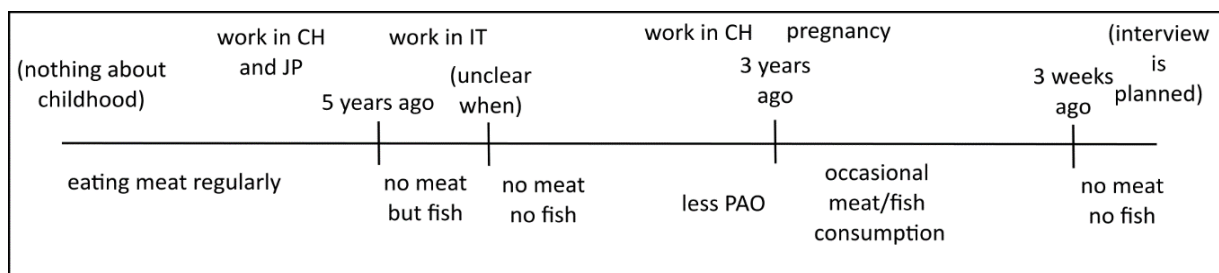 (nothing about
childhood)
work in CH
and JP
5 years ago
work in IT
(unclear
when)
work in CH
pregnancy
3 years
ago
3 weeks
ago
(interview
is
planned)
eating meat regularly
no meat
but fish
no meat
no fish
less PAO
occasional
meat/fish
consumption
no meat
no fish